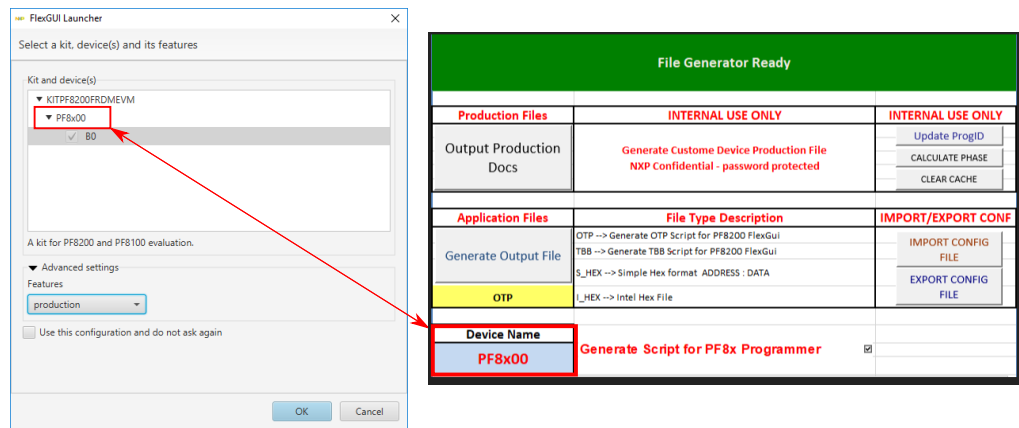 FlexGUI Launcher
Select a kit, device(s) and its features
Kit and device(s)
KITPF8200FRDMEVM
PF8x00
B0
A kit for PF8200 and PF8100 evaluation.
Advanced settings
Features
production
Use this configuration and do not ask again
OK
Cancel
File Generator Ready
Production Files
INTERNAL USE ONLY
INTERNAL USE ONLY
Output Production
Docs
Generate Custome Device Production File
NXP Confidential - password protected
Update ProgID
CALCULATE PHASE
CLEAR CACHE
Application Files
File Type Description
IMPORT/EXPORT CONF
Generate Output File
OTP --> Generate OTP Script for PF8200 FlexGui
TBB --> Generate TBB Script for PF8200 FlexGui
S_HEX --> Simple Hex format ADDRESS : DATA
I_HEX --> Intel Hex File
IMPORT CONFIG
FILE
EXPORT CONFIG
FILE
OTP
Device Name
PF8x00
Generate Script for PF8x Programmer